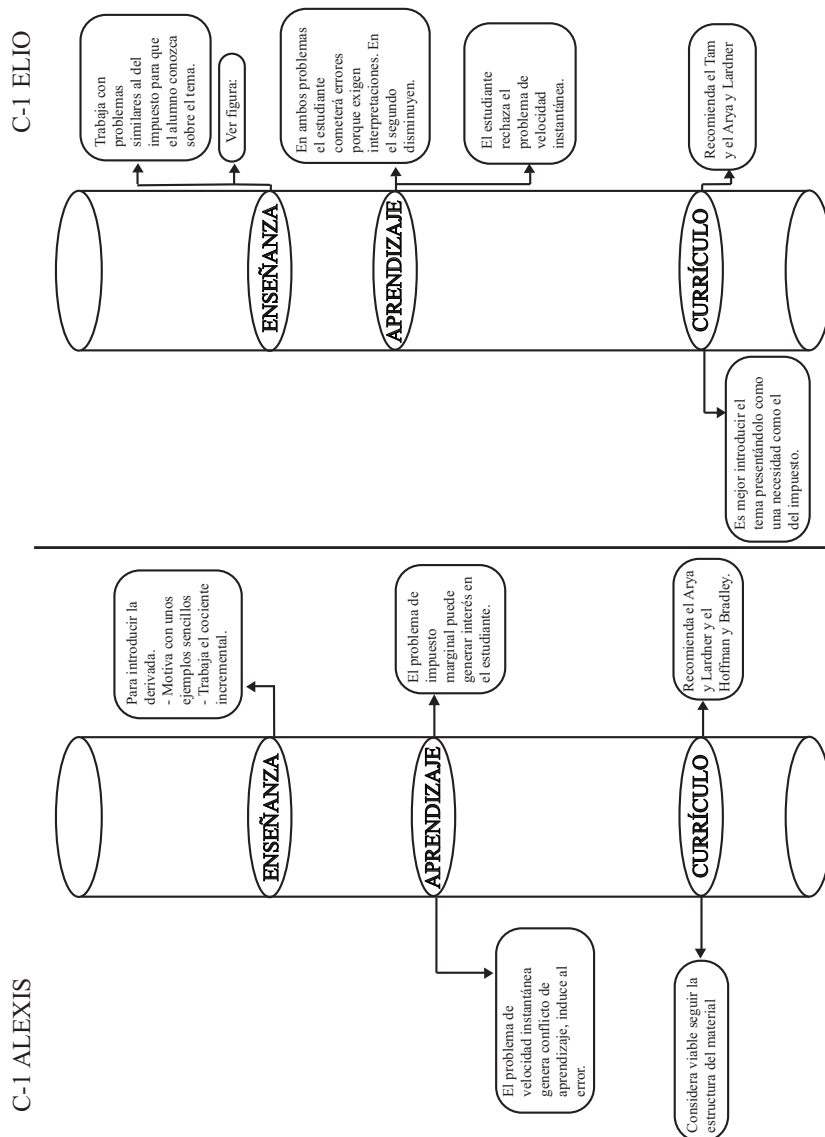 C-1 ALEXIS
Para introducir la
derivada.
- Motiva con unos
ejemplos sencillos
- Trabaja el cociente
incremental.
ENSEÑANZA
El problema de
impuesto
marginal puede
generar interés en
el estudiante.
APRENDIZAJE
El problema de
velocidad instantánea
genera conflicto de
aprendizaje, induce al
error.
Recomienda el Arya
y Lardner y el
Hoffman y Bradley.
CURRÍCULO
Considera viable seguir la
estructura del material
C-1 ELIO
Trabaja con
problemas
similares al del
impuesto para que
el alumno conozca
sobre el tema.
Ver figura:
ENSEÑANZA
En ambos problemas
el estudiante
cometerá errores
porque exigen
interpretaciones. En
el segundo
disminuyen.
APRENDIZAJE
El estudiante
rechaza el
problema de
velocidad
instantánea.
Recomienda el Tam
y el Arya y Lardner
CURRÍCULO
Es mejor introducir el
tema presentándolo como
una necesidad como el
del impuesto.